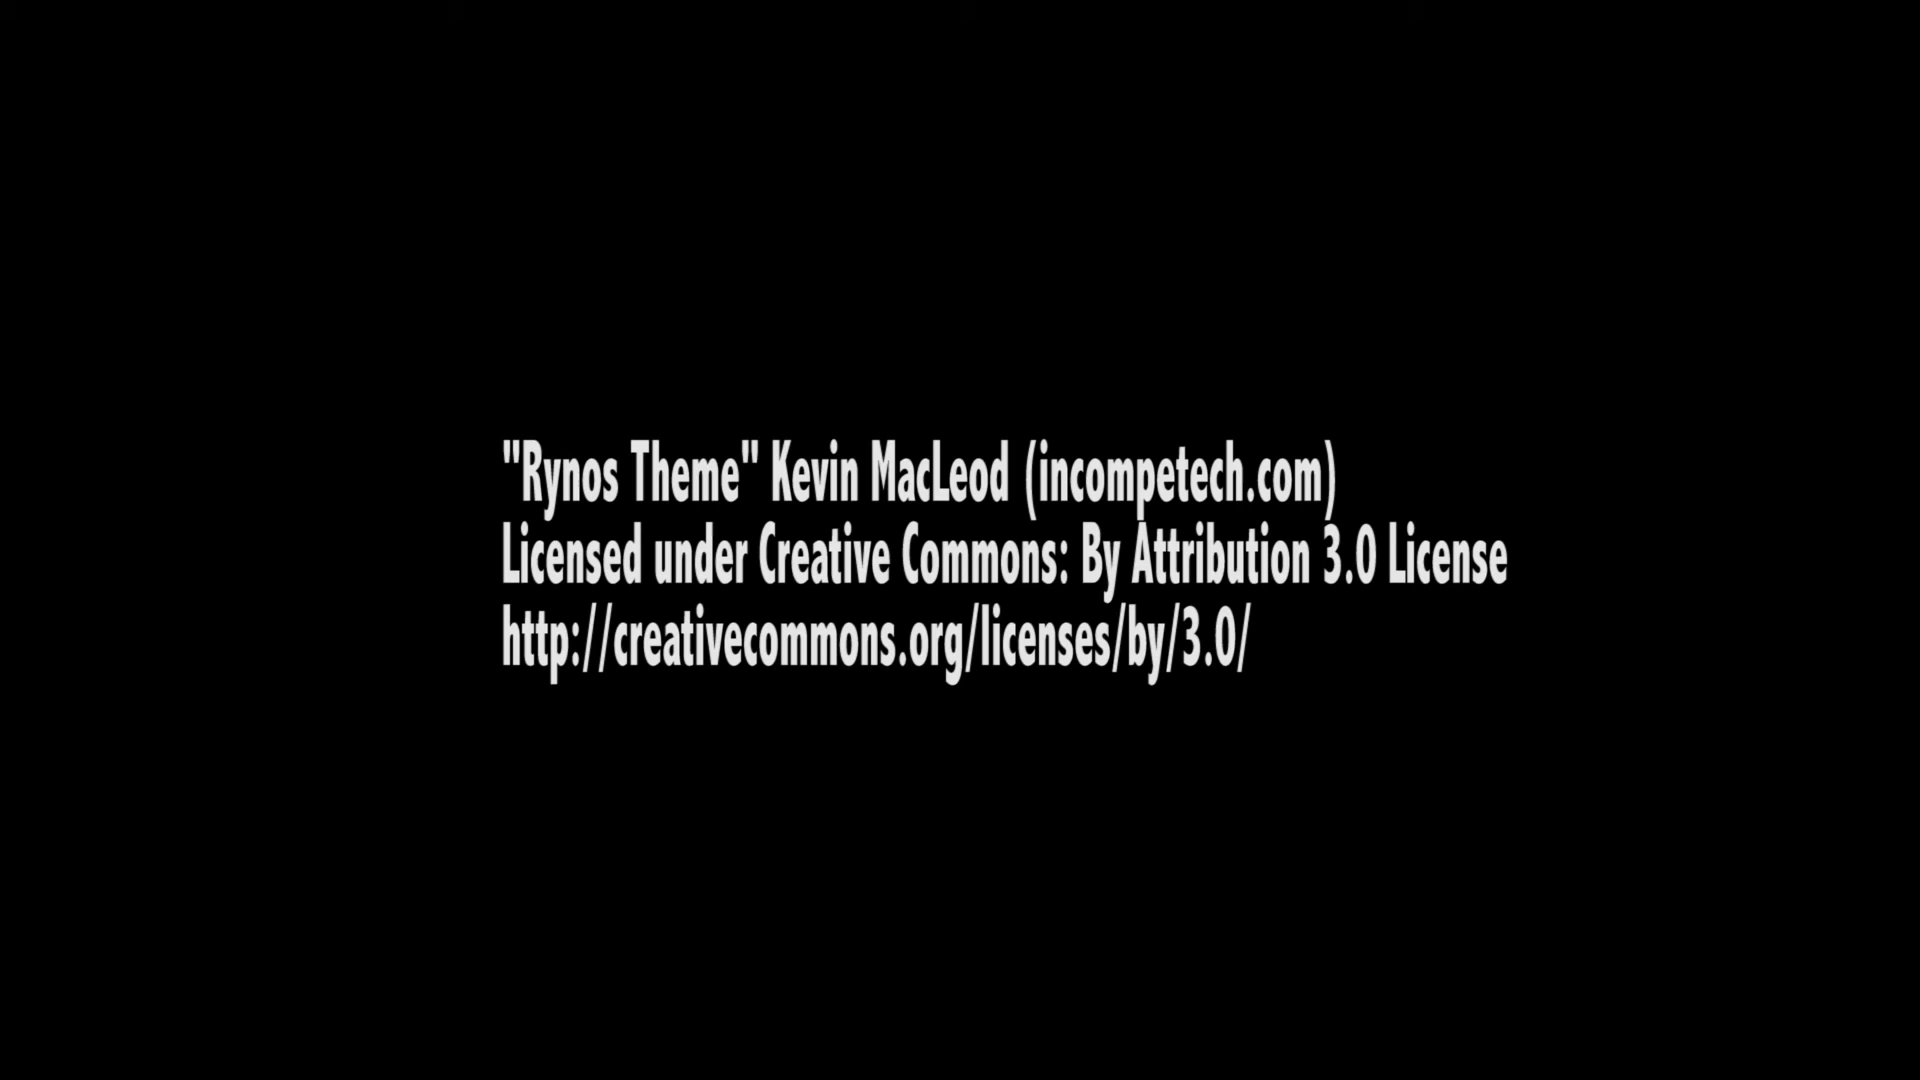 "Rynos Theme" Kevin MacLeod (incompetech.com)
Licensed under Creative Commons: By Attribution 3.0 License
http://creativecommons.org/licenses/by/3.0/